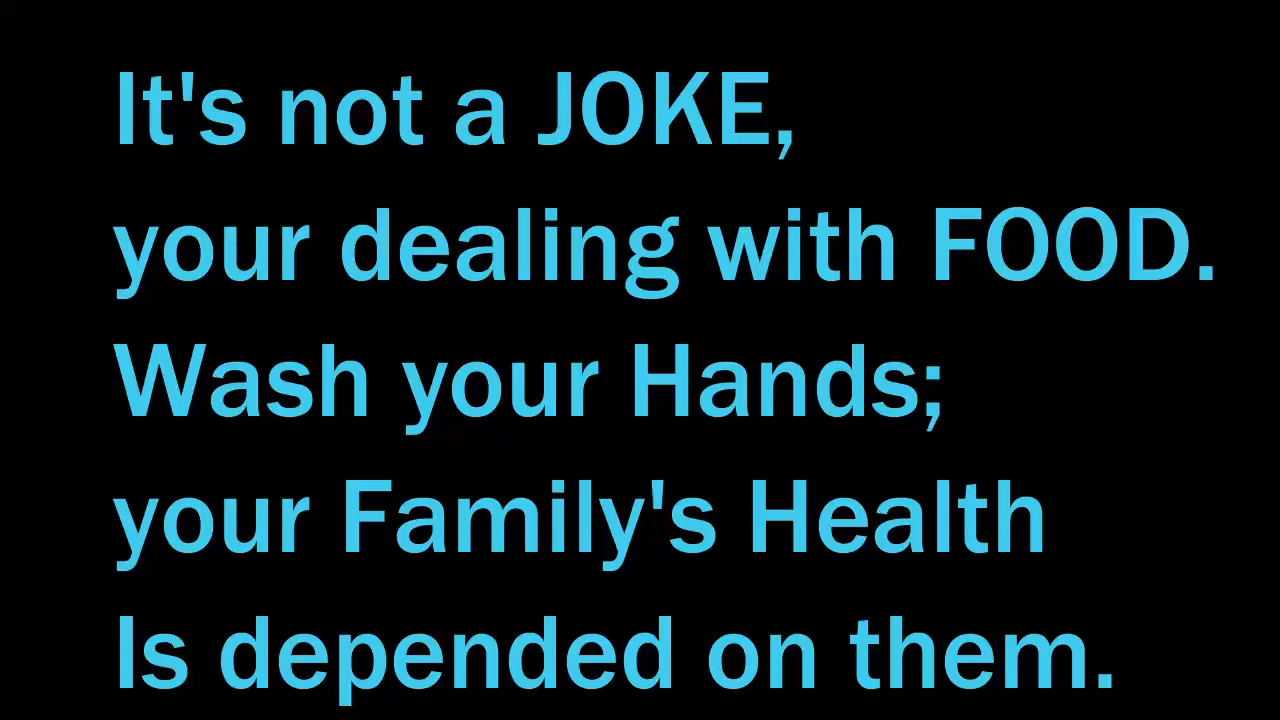 It's not a JOKE,
your dealing with FOOD.
Wash your Hands;
your Family's Health
Is depended on them.